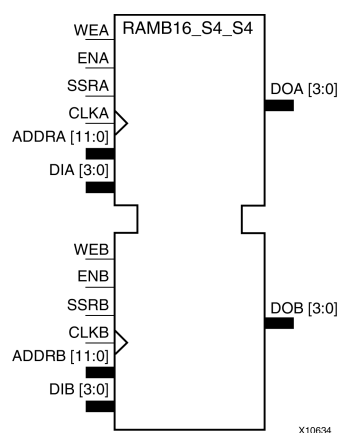 RAMB16_S4_S4
WEA
ENA
SSRA
CLKA
ADDRA [11:0]
DIA [3:0]
DOA [3:0]
WEB
ENB
SSRB
CLKB
ADDRB [11:0]
DIB [3:0]
DOB [3:0]
X10634